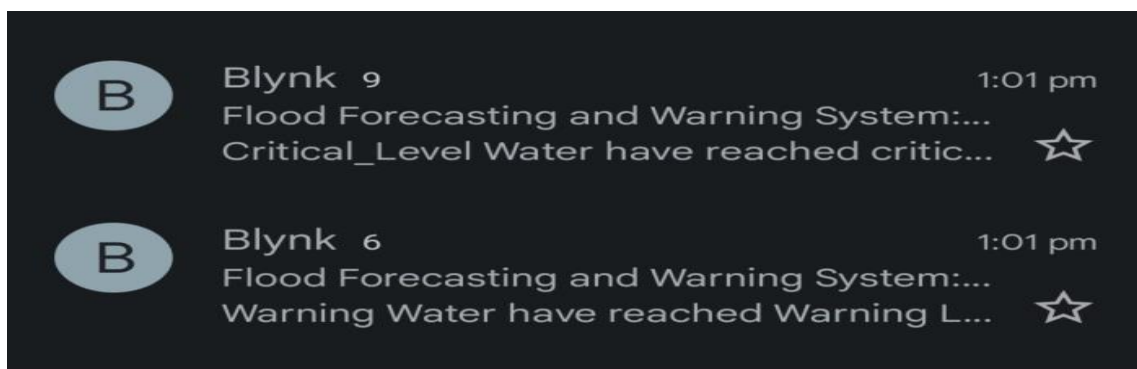 B
Blynk 9 1:01 pm
Flood Forecasting and Warning System:...
Critical_Level Water have reached critic...
B
Blynk 6 1:01 pm
Flood Forecasting and Warning System:...
Warning Water have reached Warning L...